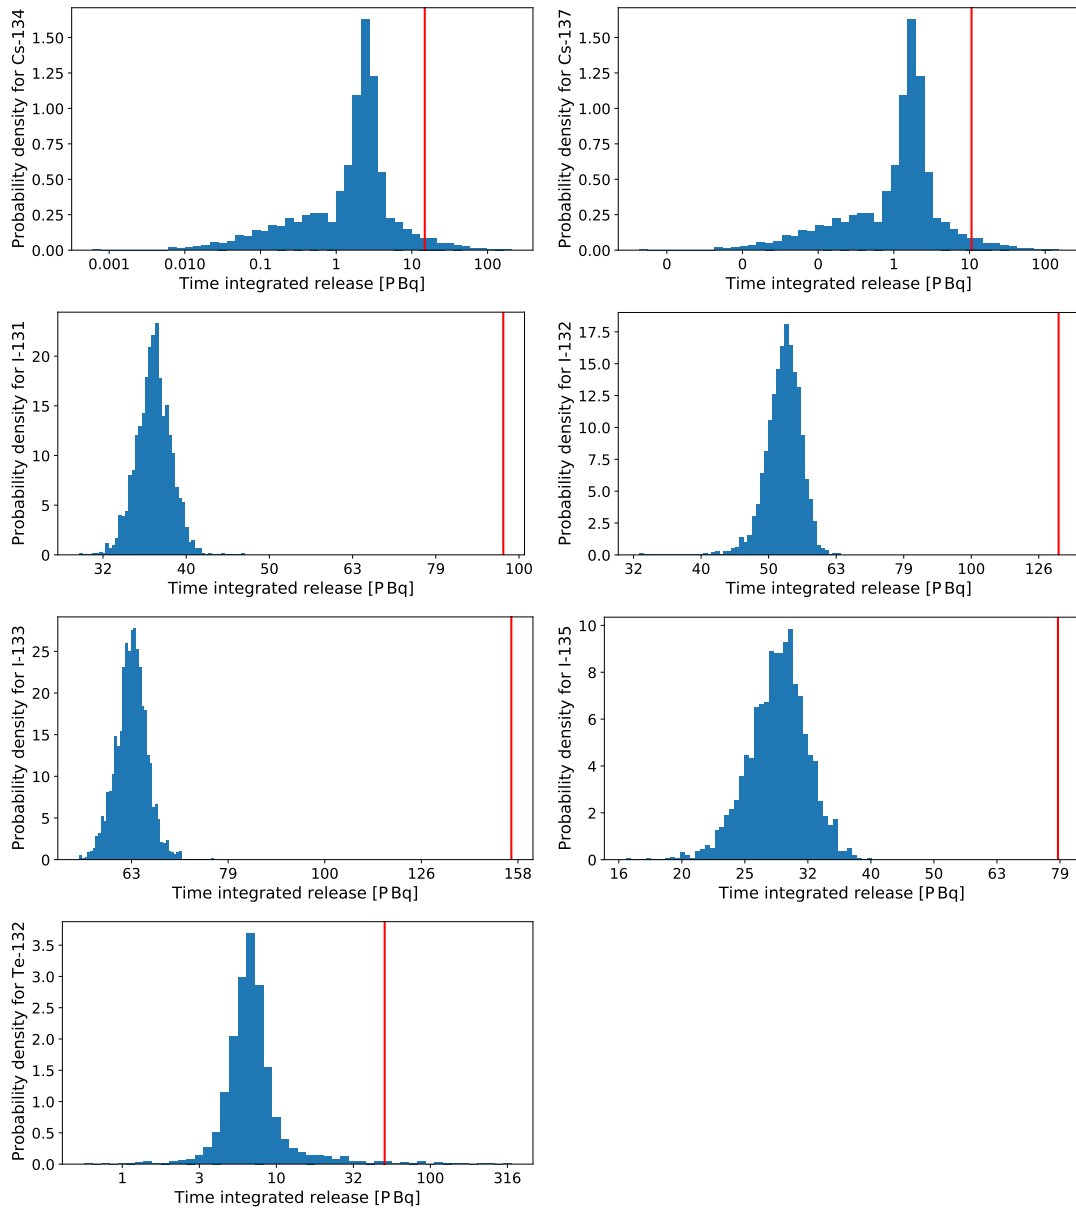 Probability density for Cs-134
1.50
1.25
1.00
0.75
0.50
0.25
0.00
0.001 0.010 0.1 1 10 100
Time integrated release [PBq]
Probability density for Cs-137
1.50
1.25
1.00
0.75
0.50
0.25
0.00
0 0 0 1 10 100
Time integrated release [PBq]
Probability density for I-131
20
15
10
5
0
32 40 50 63 79 100
Time integrated release [PBq]
Probability density for I-132
17.5
15.0
12.5
10.0
7.5
5.0
2.5
0.0
32 40 50 63 79 100 126
Time integrated release [PBq]
Probability density for I-133
25
20
15
10
5
0
63 79 100 126 158
Time integrated release [PBq]
Probability density for I-135
10
8
6
4
2
0
16 20 25 32 40 50 63 79
Time integrated release [PBq]
Probability density for Te-132
3.5
3.0
2.5
2.0
1.5
1.0
0.5
0.0
1 3 10 32 100 316
Time integrated release [PBq]